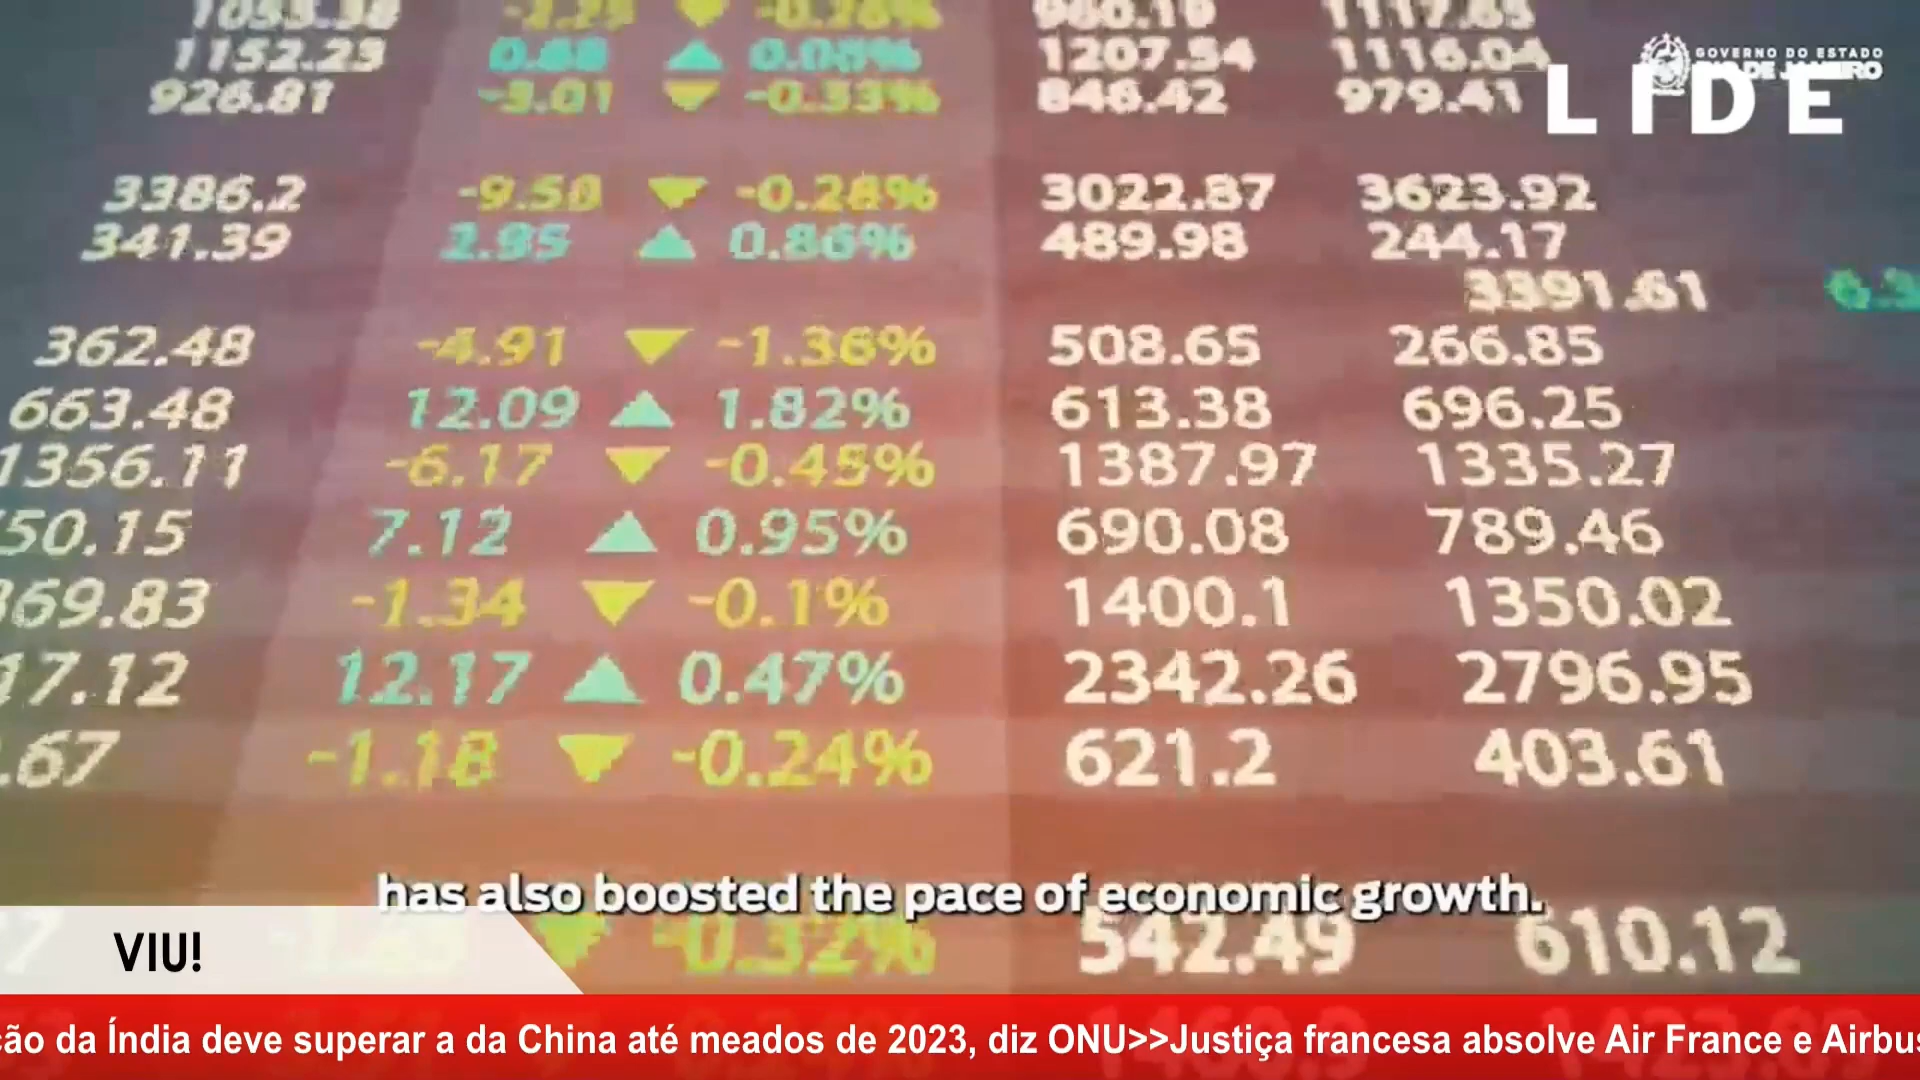 1152.23 0.68 0.06% 1207.54 1116.04
GOVERNO DO ESTADO
RIO DE JANEIRO
LIDE
926.81 -3.01 -0.33% 846.42 979.41
3386.2 -9.50 -0.28% 3022.87 3623.92
341.39 2.95 0.86% 489.98 244.17
3391.61
362.48 -4.91 -1.36% 508.65 266.85
663.48 12.09 1.82% 613.38 696.25
1356.11 -6.17 -0.45% 1387.97 1335.27
50.15 7.12 0.95% 690.08 789.46
369.83 -1.34 -0.1% 1400.1 1350.02
17.12 12.17 0.47% 2342.26 2796.95
.67 -1.18 -0.24% 621.2 403.61
has also boosted the pace of economic growth.
-0.32% 542.49 610.12
VIU!
ção da Índia deve superar a da China até meados de 2023, diz ONU>>Justiça francesa absolve Air France e Airbus